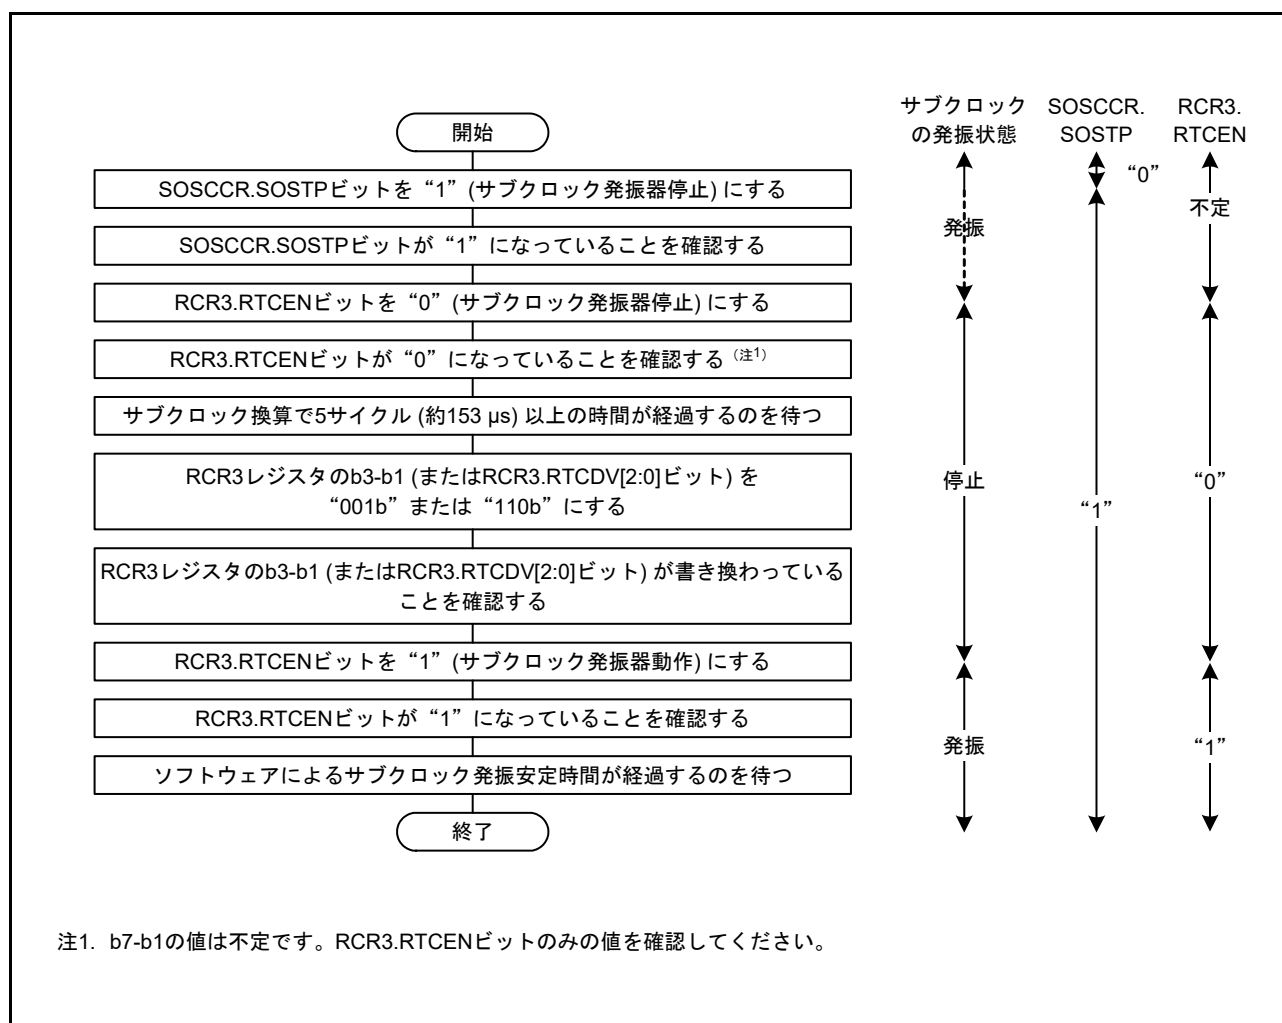 開始
SOSCCR.SOSTPビットを“1”(サブクロック発振器停止) にする
SOSCCR.SOSTPビットが“1”になっていることを確認する
RCR3.RTCENビットを“0”(サブクロック発振器停止) にする
RCR3.RTCENビットが“0”になっていることを確認する（注1）
サブクロック換算で5サイクル (約153 µs) 以上の時間が経過するのを待つ
RCR3レジスタのb3-b1 (またはRCR3.RTCDV[2:0]ビット) を
“001b”または“110b”にする
RCR3レジスタのb3-b1 (またはRCR3.RTCDV[2:0]ビット) が書き換わっている
ことを確認する
RCR3.RTCENビットを“1”(サブクロック発振器動作) にする
RCR3.RTCENビットが“1”になっていることを確認する
ソフトウェアによるサブクロック発振安定時間が経過するのを待つ
終了
サブクロック
の発振状態
発振
停止
発振
SOSCCR.
SOSTP
“0”
“1”
RCR3.
RTCEN
不定
“0”
“1”
注1. b7-b1の値は不定です。RCR3.RTCENビットのみの値を確認してください。